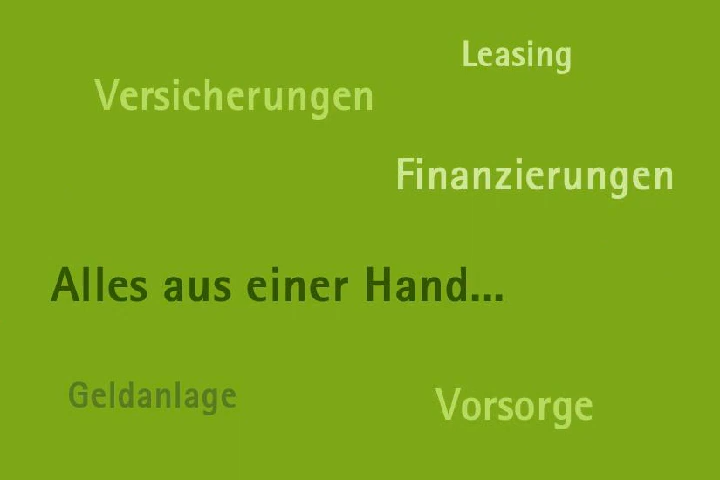 Leasing
Versicherungen
Finanzierungen
Alles aus einer Hand...
Geldanlage
Vorsorge